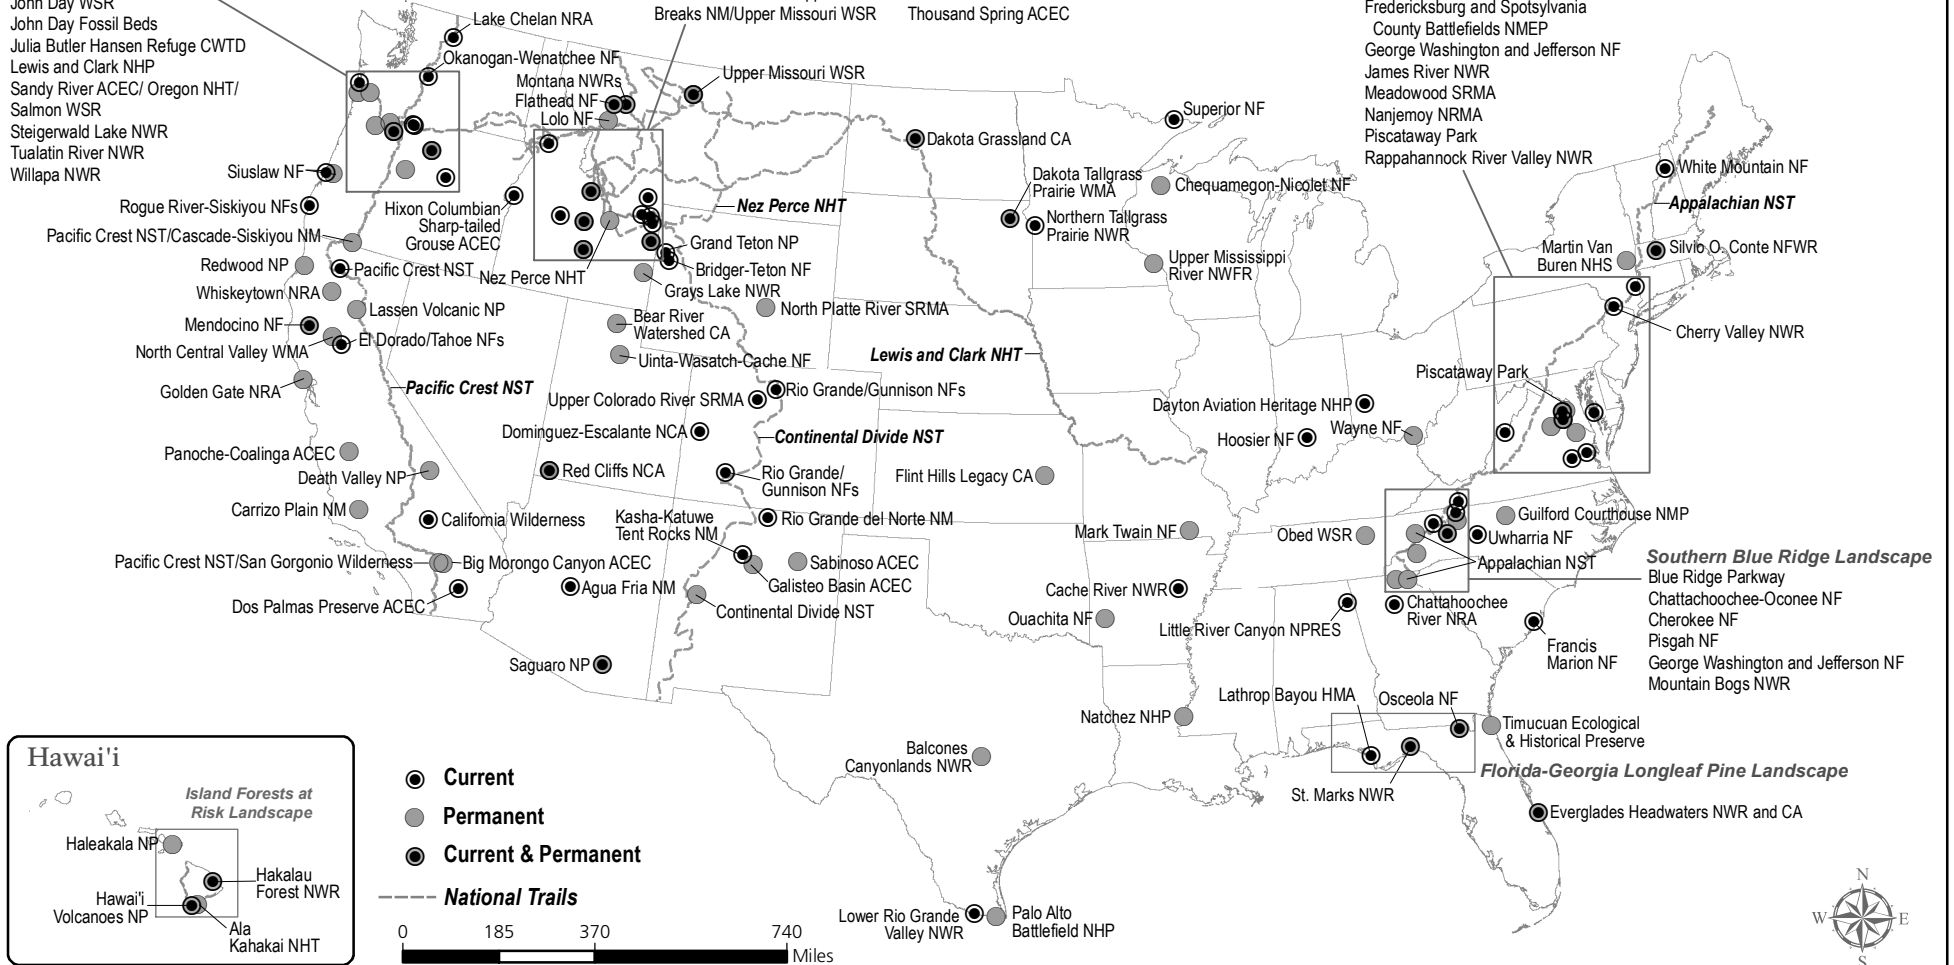 John Day WSR
John Day Fossil Beds
Julia Butler Hansen Refuge CWTD
Lewis and Clark NHP
Sandy River ACEC/ Oregon NHT/
Salmon WSR
Steigerwald Lake NWR
Tualatin River NWR
Willapa NWR
Breaks NM/Upper Missouri WSR
Thousand Spring ACEC
Fredericksburg and Spotsylvania
County Battlefields NMEP
George Washington and Jefferson NF
James River NWR
Meadowood SRMA
Nanjemoy NRMA
Piscataway Park
Rappahannock River Valley NWR
Lake Chelan NRA
Okanogan-Wenatchee NF
Montana NWRs
Flathead NF
Lolo NF
Upper Missouri WSR
Superior NF
Dakota Grassland CA
Dakota Tallgrass
Prairie WMA
Northern Tallgrass
Prairie NWR
Chequamegon-Nicolet NF
White Mountain NF
Appalachian NST
Siuslaw NF
Rogue River-Siskiyou NFs
Hixon Columbian
Sharp-tailed
Grouse ACEC
Nez Perce NHT
Nez Perce NHT
Pacific Crest NST/Cascade-Siskiyou NM
Redwood NP
Pacific Crest NST
Whiskeytown NRA
Lassen Volcanic NP
Mendocino NF
El Dorado/Tahoe NFs
North Central Valley WMA
Golden Gate NRA
Grand Teton NP
Bridger-Teton NF
Grays Lake NWR
North Platte River SRMA
Bear River
Watershed CA
Uinta-Wasatch-Cache NF
Lewis and Clark NHT
Upper Mississippi
River NWFR
Martin Van
Buren NHS
Silvio O. Conte NFWR
Cherry Valley NWR
Piscataway Park
Pacific Crest NST
Upper Colorado River SRMA
Rio Grande/Gunnison NFs
Dominguez-Escalante NCA
Continental Divide NST
Dayton Aviation Heritage NHP
Hoosier NF
Wayne NF
Panoche-Coalinga ACEC
Death Valley NP
Red Cliffs NCA
Rio Grande/
Gunnison NFs
Flint Hills Legacy CA
Carrizo Plain NM
California Wilderness
Kasha-Katuwe
Tent Rocks NM
Rio Grande del Norte NM
Mark Twain NF
Obed WSR
Guilford Courthouse NMP
Uwharria NF
Appalachian NST
Pacific Crest NST/San Gorgonio Wilderness
Big Morongo Canyon ACEC
Dos Palmas Preserve ACEC
Agua Fria NM
Sabinoso ACEC
Galisteo Basin ACEC
Continental Divide NST
Cache River NWR
Ouachita NF
Little River Canyon NPRES
Chattahoochee
River NRA
Francis
Marion NF
Southern Blue Ridge Landscape
Blue Ridge Parkway
Chattachoochee-Oconee NF
Cherokee NF
Pisgah NF
George Washington and Jefferson NF
Mountain Bogs NWR
Saguaro NP
Lathrop Bayou HMA
Osceola NF
Natchez NHP
Timucuan Ecological
& Historical Preserve
Balcones
Canyonlands NWR
St. Marks NWR
Florida-Georgia Longleaf Pine Landscape
Everglades Headwaters NWR and CA
Lower Rio Grande
Valley NWR
Palo Alto
Battlefield NHP
Hawai'i
Island Forests at
Risk Landscape
Haleakala NP
Hakalau
Forest NWR
Hawai'i
Volcanoes NP
Ala
Kahakai NHT
Current
Permanent
Current & Permanent
National Trails
0 185 370 740
Miles
N
W E
S